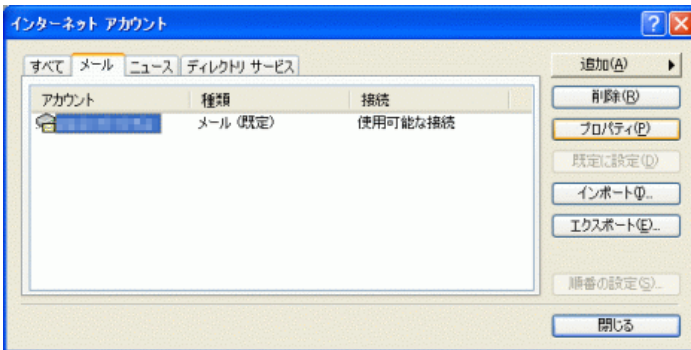 インターネット アカウント
すべて メール ニュース ディレクトリ サービス
アカウント 種類 接続
メール (既定) 使用可能な接続
追加(A)
削除(R)
プロパティ(P)
既定に設定(D)
インポート(I)...
エクスポート(E)...
順番の設定(S)...
閉じる